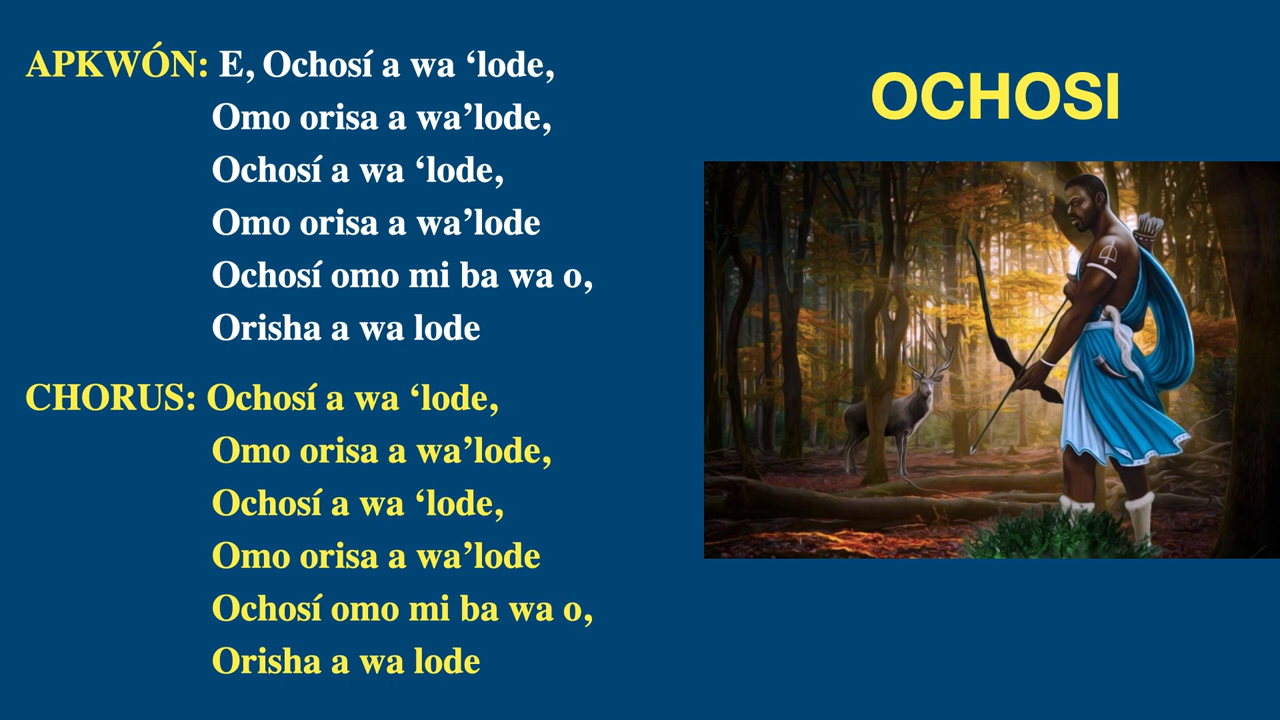 APKWÓN: E, Ochosí a wa ‘lode,
Omo orisa a wa’lode,
Ochosí a wa ‘lode,
Omo orisa a wa’lode
Ochosí omo mi ba wa o,
Orisha a wa lode
CHORUS: Ochosí a wa ‘lode,
Omo orisa a wa’lode,
Ochosí a wa ‘lode,
Omo orisa a wa’lode
Ochosí omo mi ba wa o,
Orisha a wa lode
OCHOSI